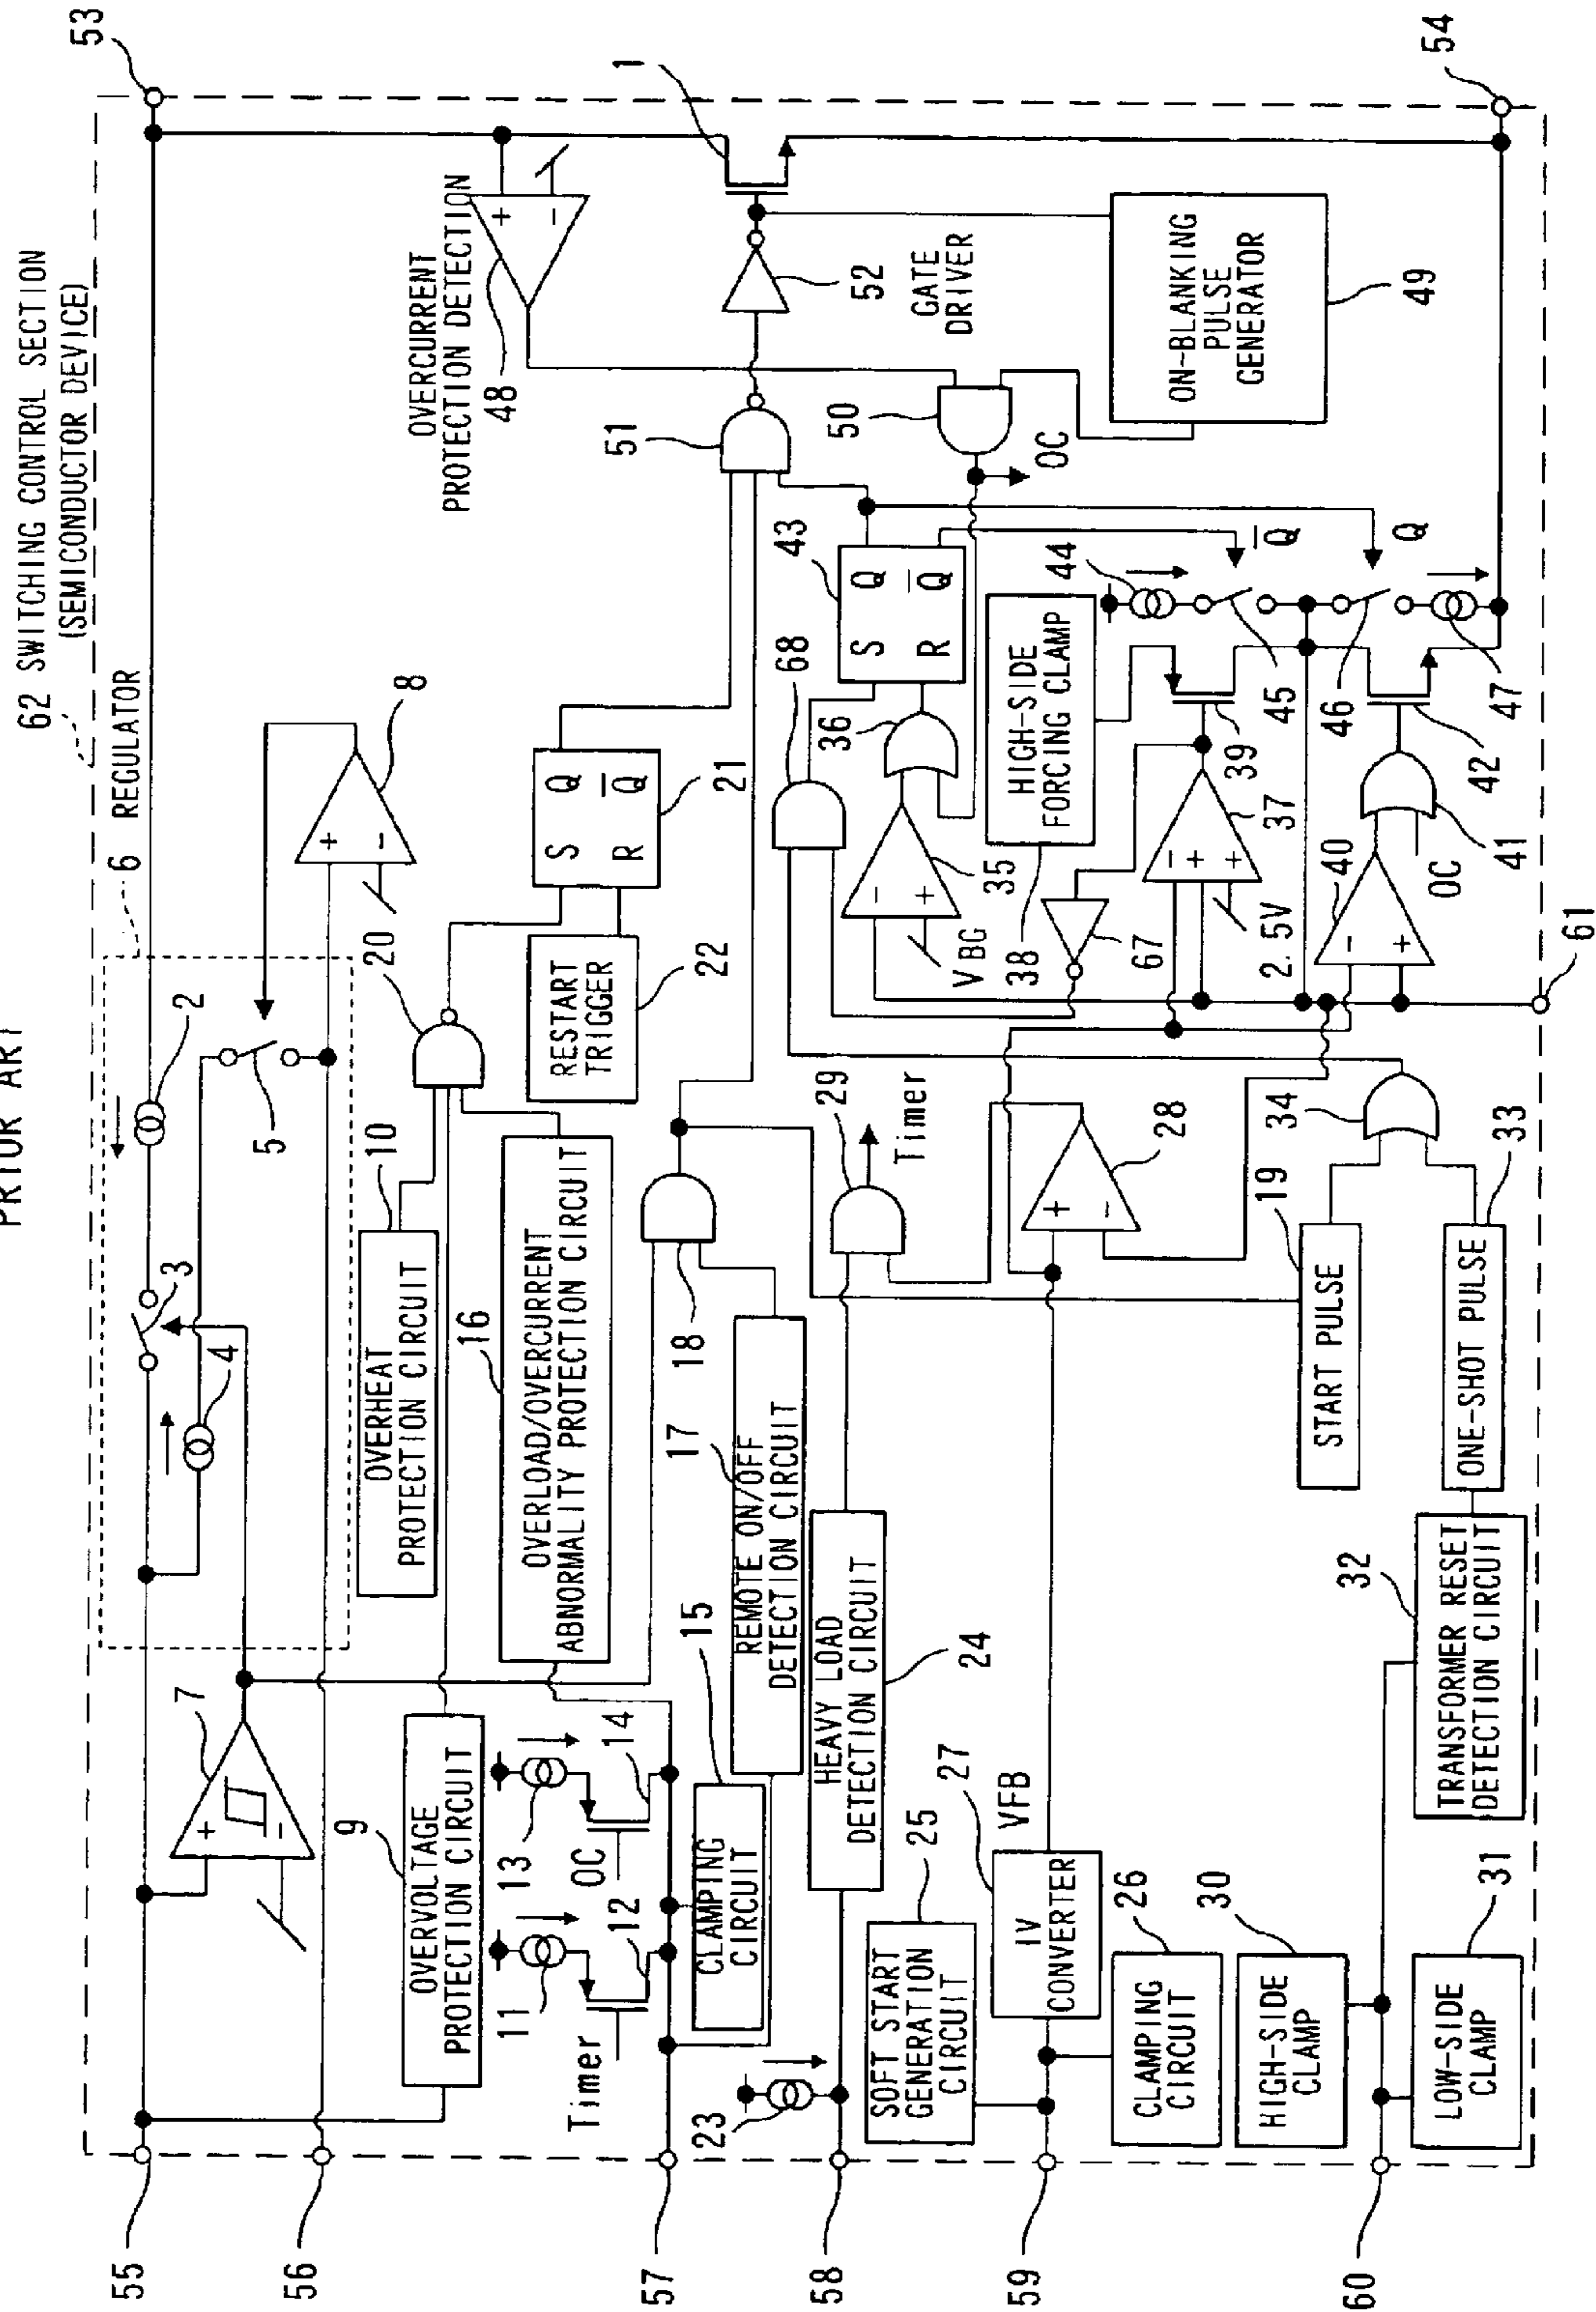 PRIOR ART
62 SWITCHING CONTROL SECTION
(SEMICONDUCTOR DEVICE)
6 REGULATOR
53
55
56
57
58
59
60
61
54
1
2
3
4
5
7
+
−
8
+
−
9
OVERVOLTAGE
PROTECTION CIRCUIT
10
OVERHEAT
PROTECTION CIRCUIT
11
Timer
12
13
OC
14
15
CLAMPING
CIRCUIT
16
OVERLOAD/OVERCURRENT
ABNORMALITY PROTECTION CIRCUIT
17
REMOTE ON/OFF
DETECTION CIRCUIT
18
20
S Q
R Q
21
RESTART
TRIGGER
22
OVERCURRENT
PROTECTION DETECTION
48
+
−
51
52
GATE
DRIVER
50
OC
ON-BLANKING
PULSE
GENERATOR
49
23
HEAVY LOAD
DETECTION CIRCUIT
24
SOFT START
GENERATION
CIRCUIT
25
IV
CONVERTER
27
VFB
CLAMPING
CIRCUIT
26
HIGH-SIDE
CLAMP
30
LOW-SIDE
CLAMP
31
TRANSFORMER RESET
DETECTION CIRCUIT
32
ONE-SHOT PULSE
33
START PULSE
19
34
29
Timer
28
+
−
68
43
S Q
R Q
36
35
−
+
V BG
HIGH-SIDE
FORCING CLAMP
38
67
39
37
−
+
+
2. 5V
40
−
+
OC
41
42
44
45
46
47
Q
Q